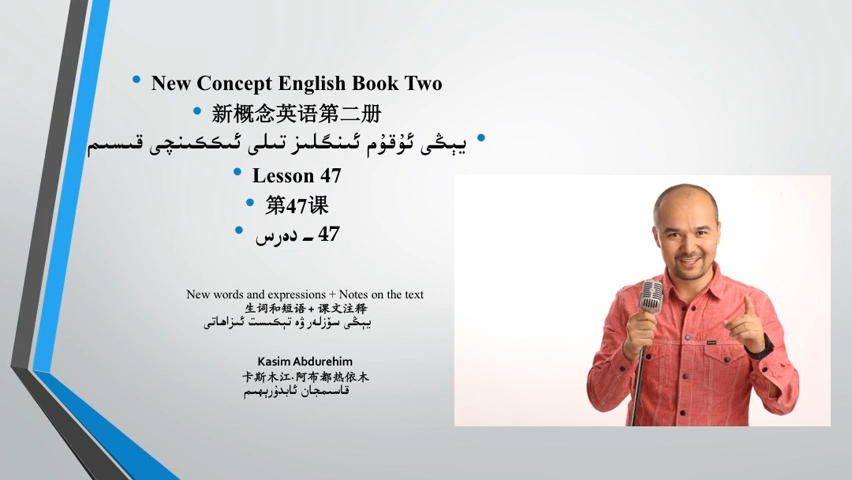 New Concept English Book Two
新概念英语第二册
يېڭى ئۇقۇم ئىنگلىز تىلى ئىككىنچى قىسىم
Lesson 47
第47课
47 - دەرس
New words and expressions + Notes on the text
生词和短语 + 课文注释
يېڭى سۆزلەر ۋە تېكىست ئىزاھاتى
Kasim Abdurehim
卡斯木江·阿布都热依木
قاسىمجان ئابدۇرېھىم